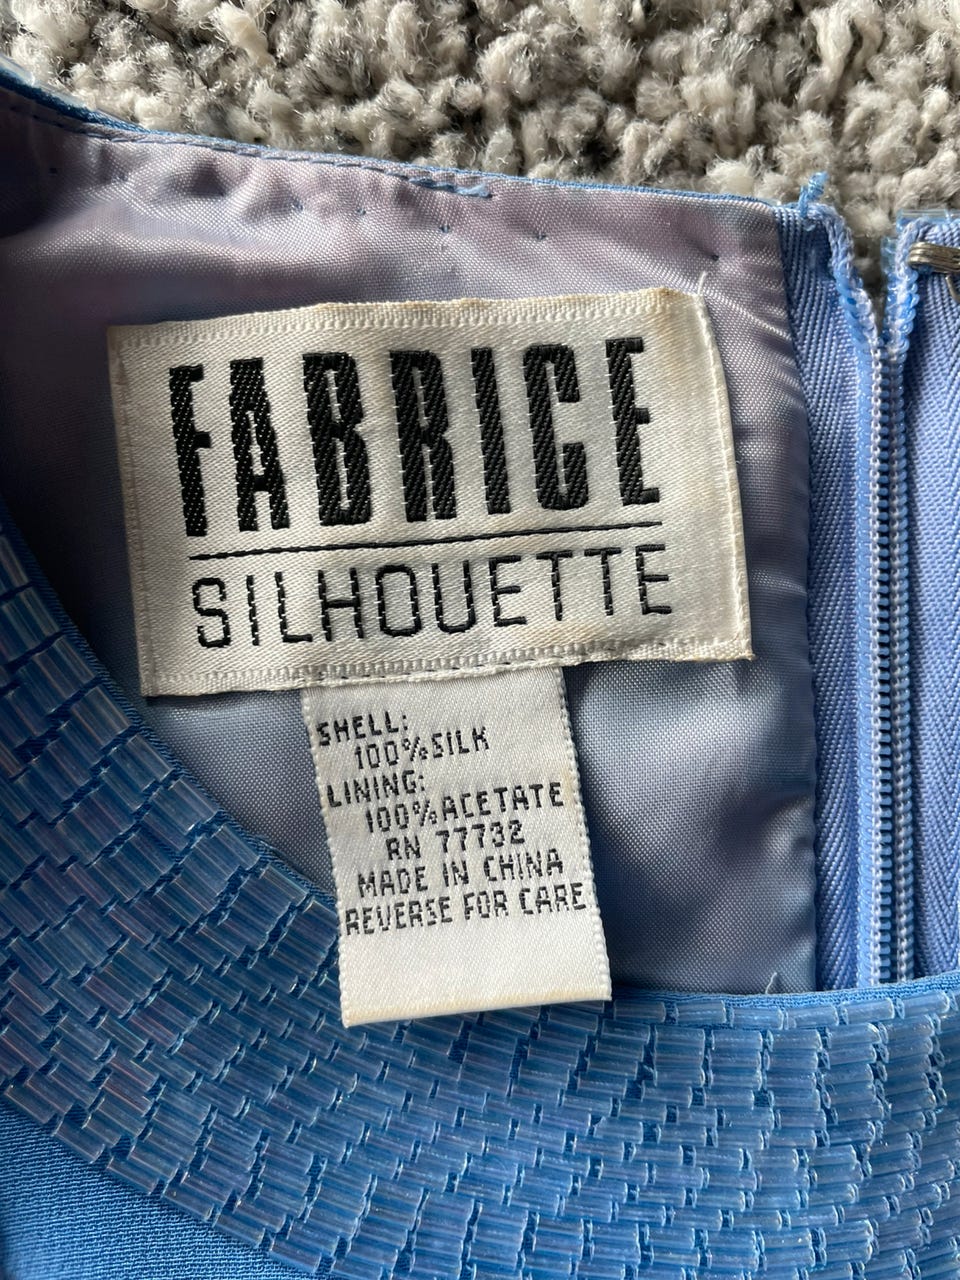 FABRICE
SILHOUETTE
SHELL:
100%SILK
LINING:
100%ACETATE
RN 77732
MADE IN CHINA
REVERSE FOR CARE